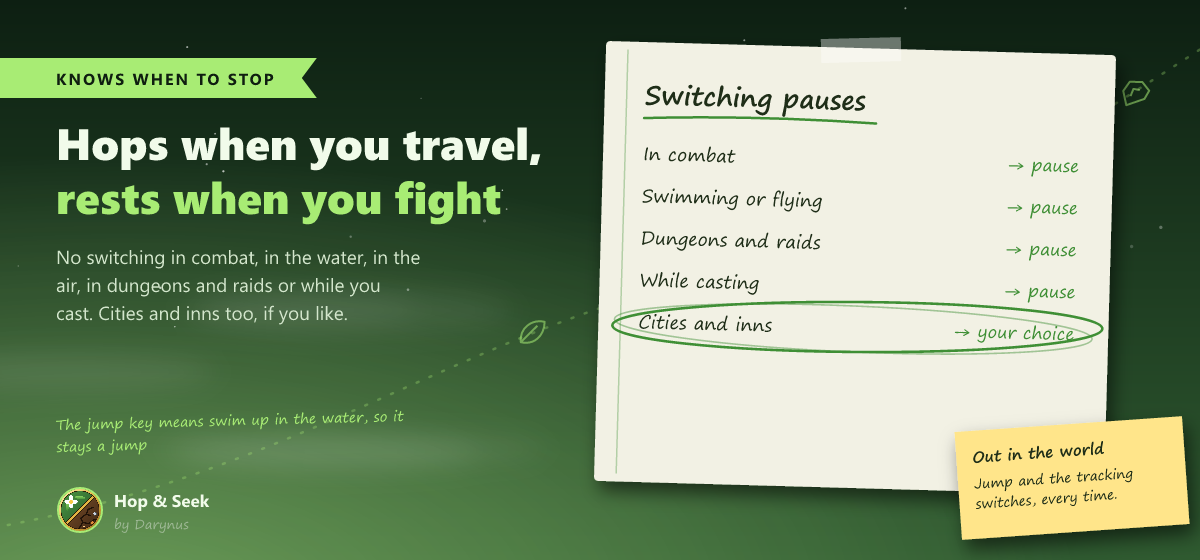 KNOWS WHEN TO STOP
Hops when you travel,
rests when you fight
No switching in combat, in the water, in the
air, in dungeons and raids or while you
cast. Cities and inns too, if you like.
The jump key means swim up in the water, so it
stays a jump
Hop & Seek
by Darynus
Switching pauses
In combat → pause
Swimming or flying → pause
Dungeons and raids → pause
While casting → pause
Cities and inns → your choice
Out in the world
Jump and the tracking
switches, every time.